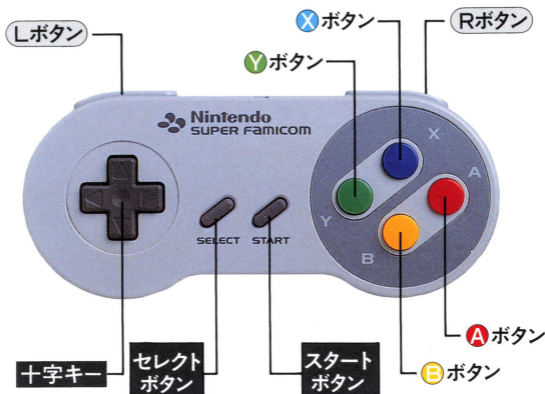 Lボタン
Xボタン
Rボタン
Yボタン
Nintendo
SUPER FAMICOM
X
A
Y
B
SELECT
START
Aボタン
十字キー
セレクト
ボタン
スタート
ボタン
Bボタン